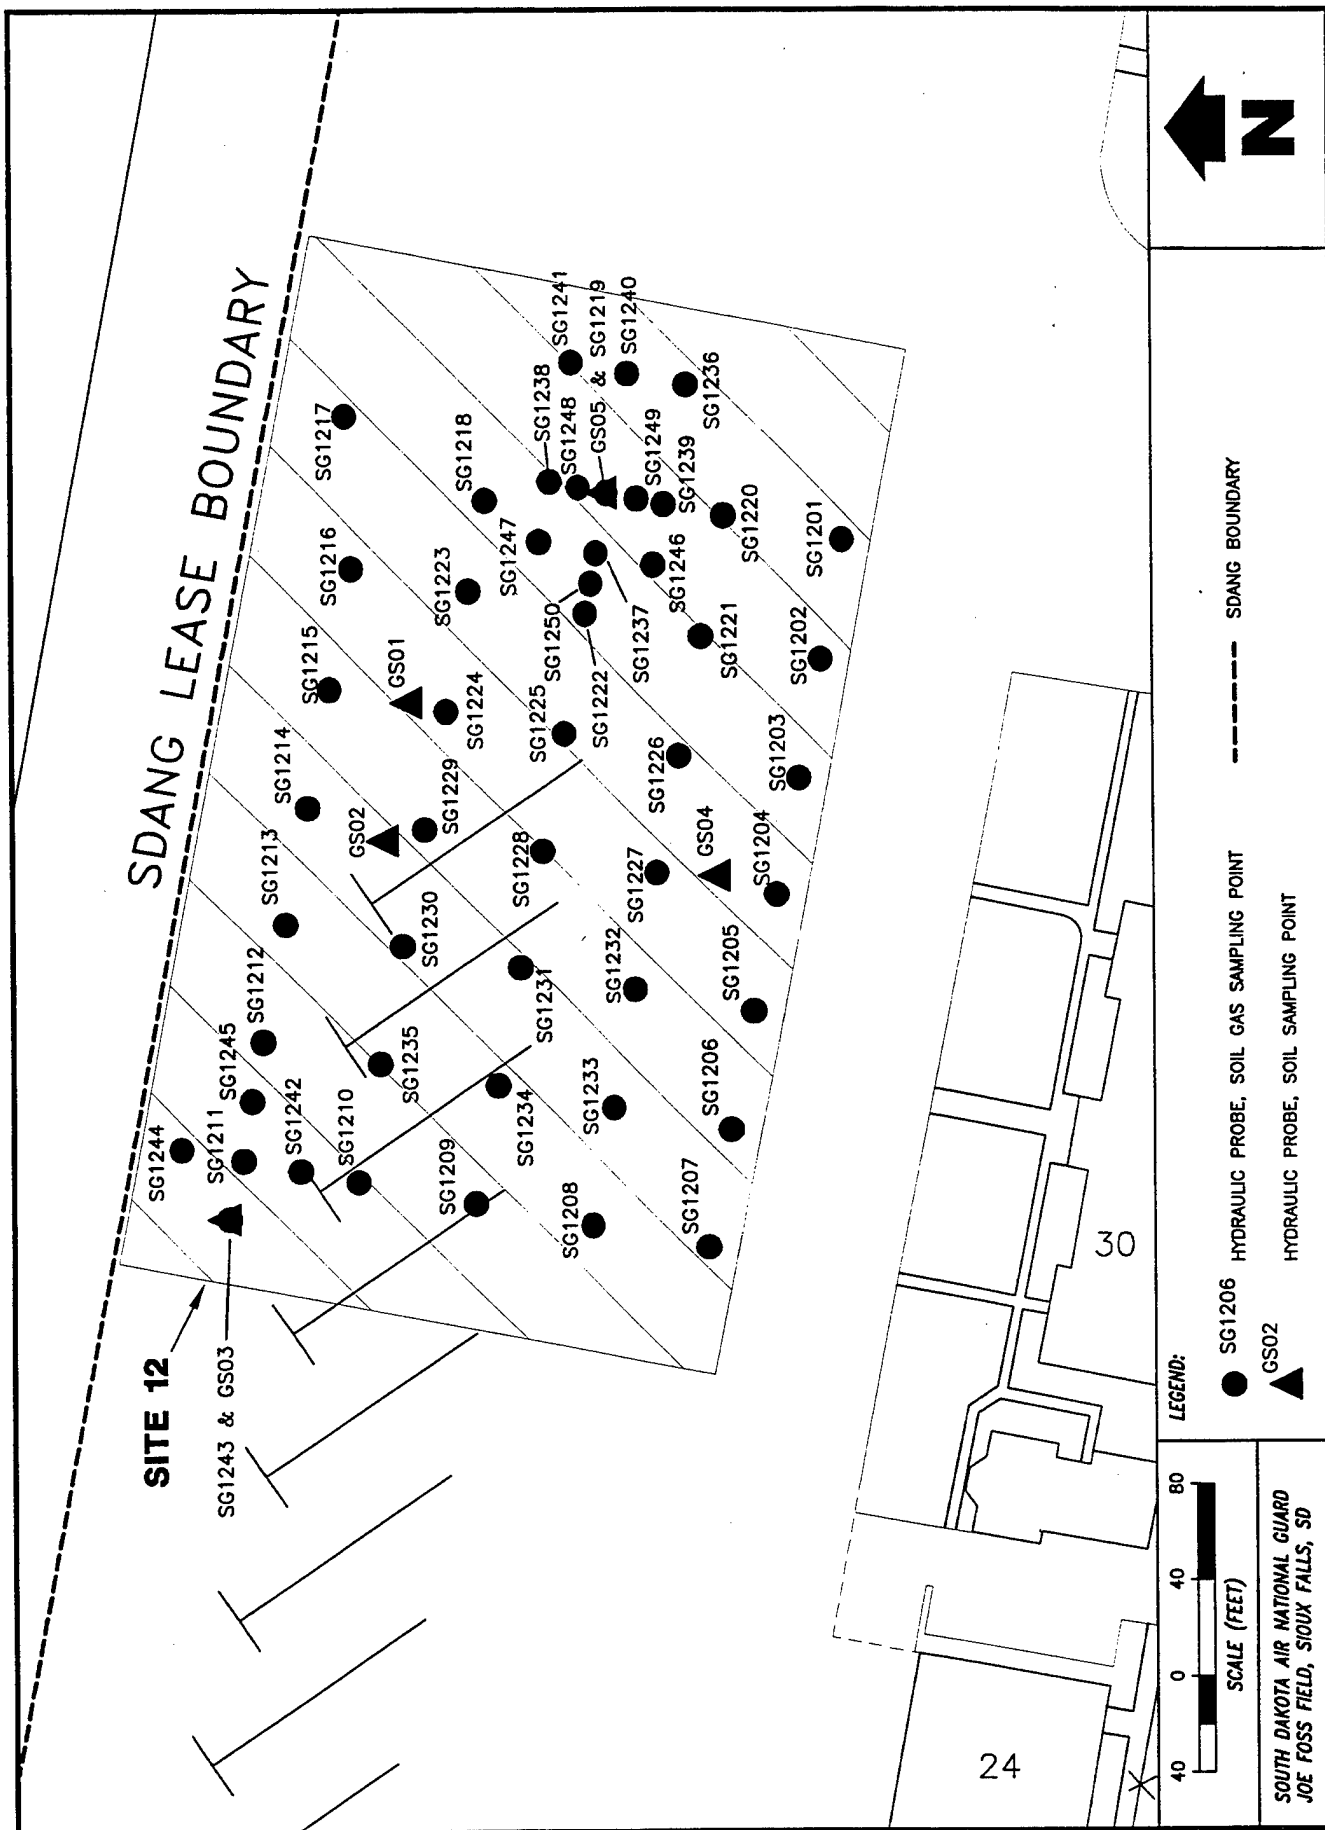 SDANG LEASE BOUNDARY
SITE 12
SG1243 & GS03
SG1244
SG1211
SG1245
SG1212
SG1242
SG1210
SG1213
SG1214
SG1215
SG1216
SG1217
GS02
GS01
SG1209
SG1235
SG1230
SG1229
SG1224
SG1223
SG1218
SG1208
SG1234
SG1231
SG1228
SG1225
SG1222
SG1250
SG1237
SG1247
SG1238
SG1248
GS05 & SG1219
SG1241
SG1240
SG1249
SG1239
SG1236
SG1207
SG1233
SG1232
SG1227
SG1226
SG1221
SG1246
SG1220
SG1206
SG1205
GS04
SG1204
SG1203
SG1202
SG1201
24
30
N
LEGEND:
SG1206 HYDRAULIC PROBE, SOIL GAS SAMPLING POINT
SDANG BOUNDARY
GS02 HYDRAULIC PROBE, SOIL SAMPLING POINT
40 0 40 80
SCALE (FEET)
SOUTH DAKOTA AIR NATIONAL GUARD
JOE FOSS FIELD, SIOUX FALLS, SD